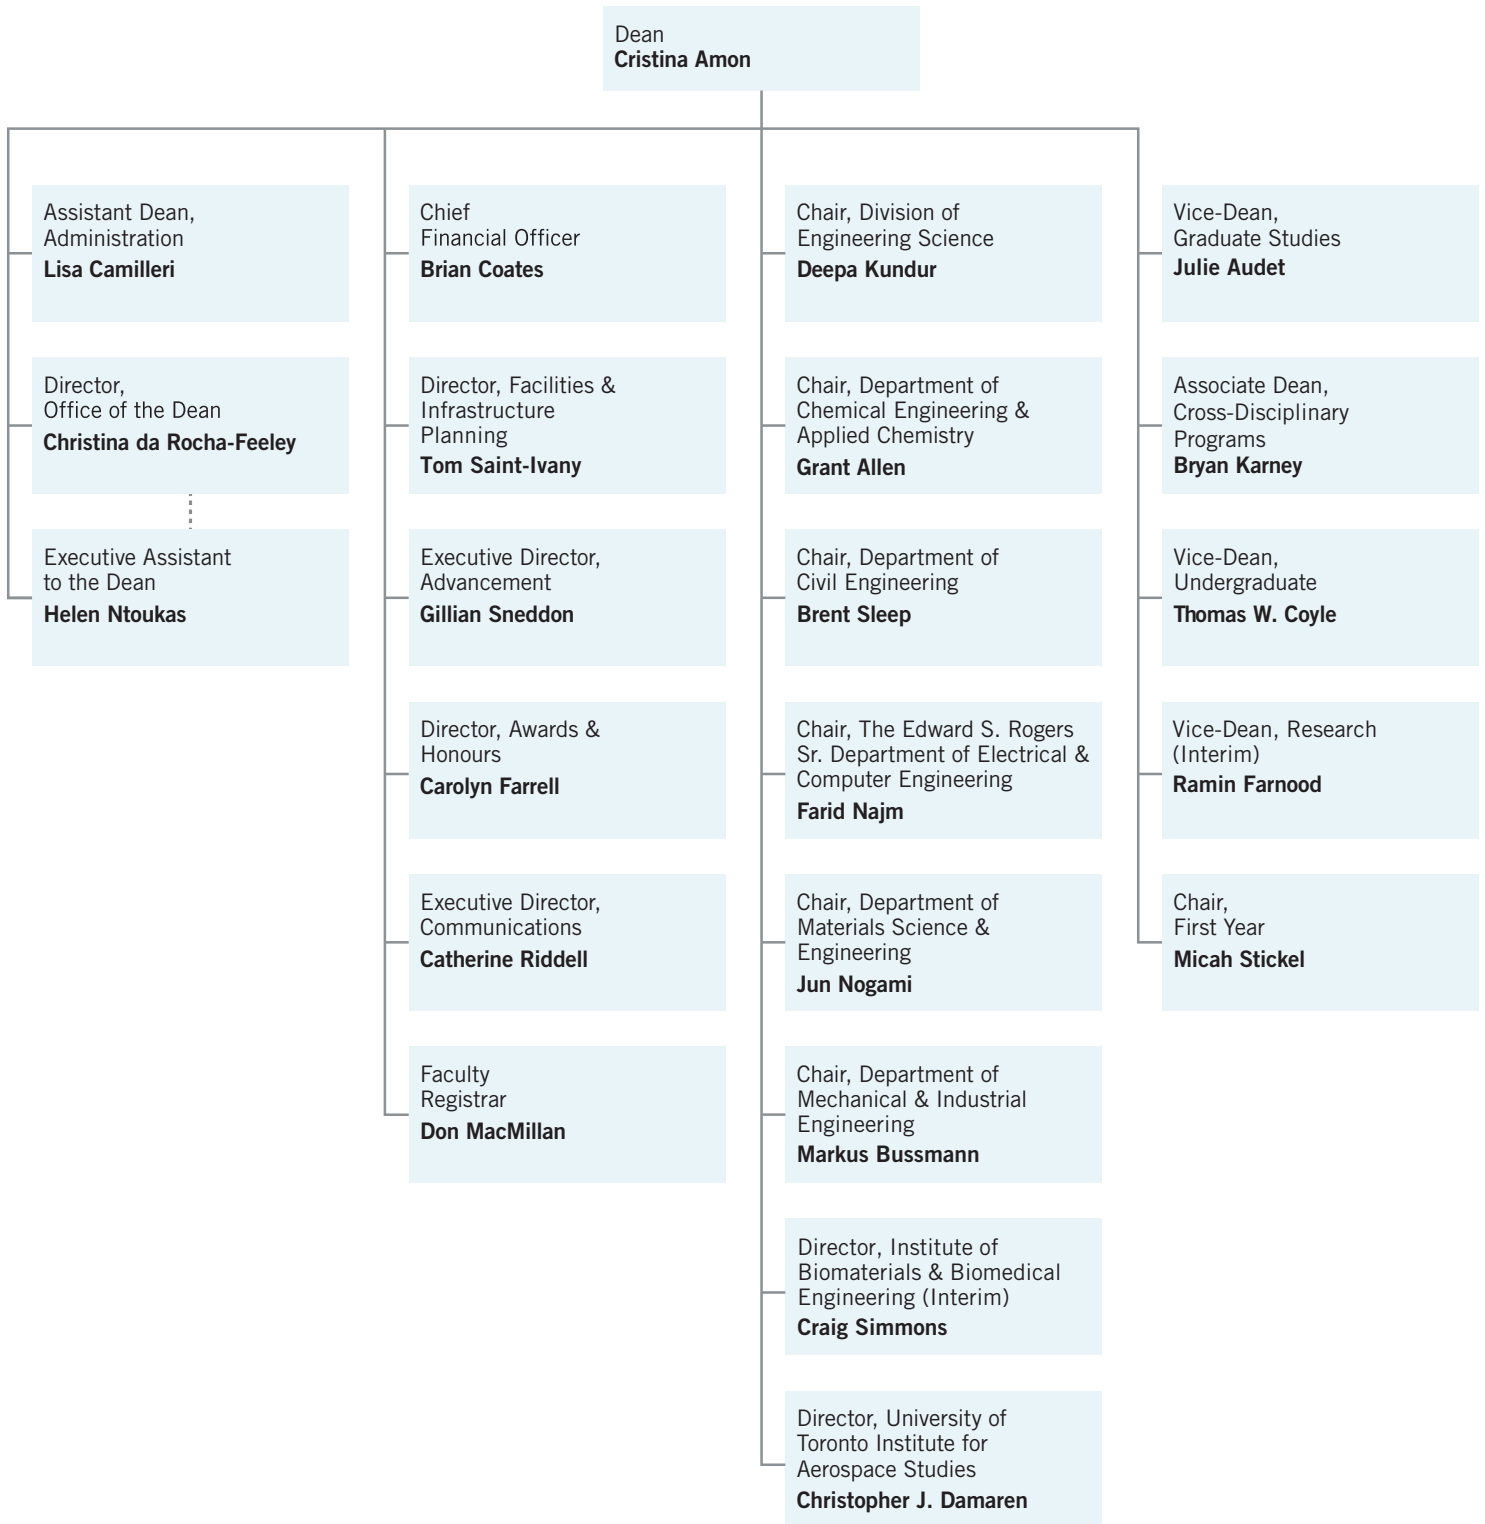 Dean
Cristina Amon
Assistant Dean,
Administration
Lisa Camilleri
Director,
Office of the Dean
Christina da Rocha-Feeley
Executive Assistant
to the Dean
Helen Ntoukas
Chief
Financial Officer
Brian Coates
Director, Facilities &
Infrastructure
Planning
Tom Saint-Ivany
Executive Director,
Advancement
Gillian Sneddon
Director, Awards &
Honours
Carolyn Farrell
Executive Director,
Communications
Catherine Riddell
Faculty
Registrar
Don MacMillan
Chair, Division of
Engineering Science
Deepa Kundur
Chair, Department of
Chemical Engineering &
Applied Chemistry
Grant Allen
Chair, Department of
Civil Engineering
Brent Sleep
Chair, The Edward S. Rogers
Sr. Department of Electrical &
Computer Engineering
Farid Najm
Chair, Department of
Materials Science &
Engineering
Jun Nogami
Chair, Department of
Mechanical & Industrial
Engineering
Markus Bussmann
Director, Institute of
Biomaterials & Biomedical
Engineering (Interim)
Craig Simmons
Director, University of
Toronto Institute for
Aerospace Studies
Christopher J. Damaren
Vice-Dean,
Graduate Studies
Julie Audet
Associate Dean,
Cross-Disciplinary
Programs
Bryan Karney
Vice-Dean,
Undergraduate
Thomas W. Coyle
Vice-Dean, Research
(Interim)
Ramin Farnood
Chair,
First Year
Micah Stickel